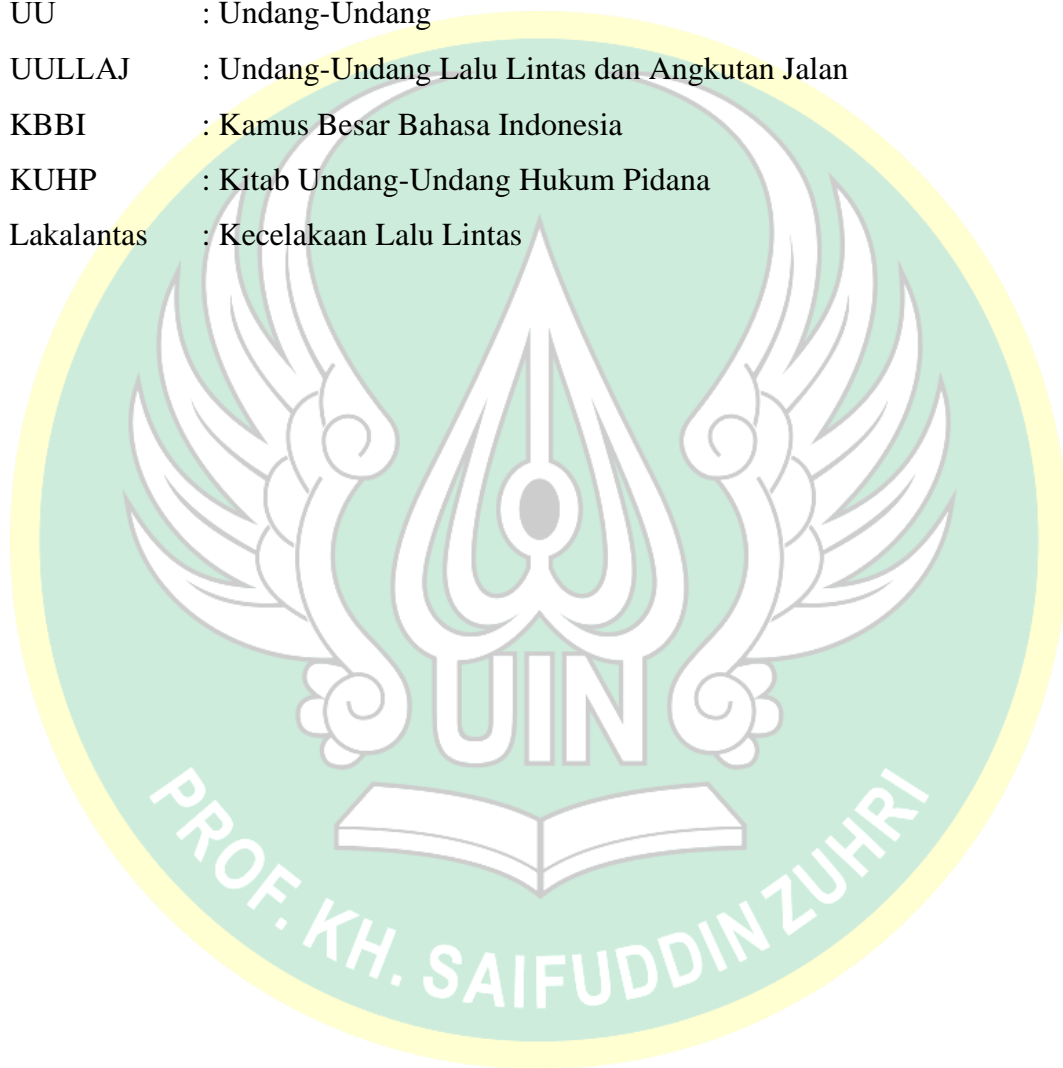 UU : Undang-Undang
UULLAJ : Undang-Undang Lalu Lintas dan Angkutan Jalan
KBBI : Kamus Besar Bahasa Indonesia
KUHP : Kitab Undang-Undang Hukum Pidana
Lakalantas : Kecelakaan Lalu Lintas
UIN
PROF. KH. SAIFUDDIN ZUHRI